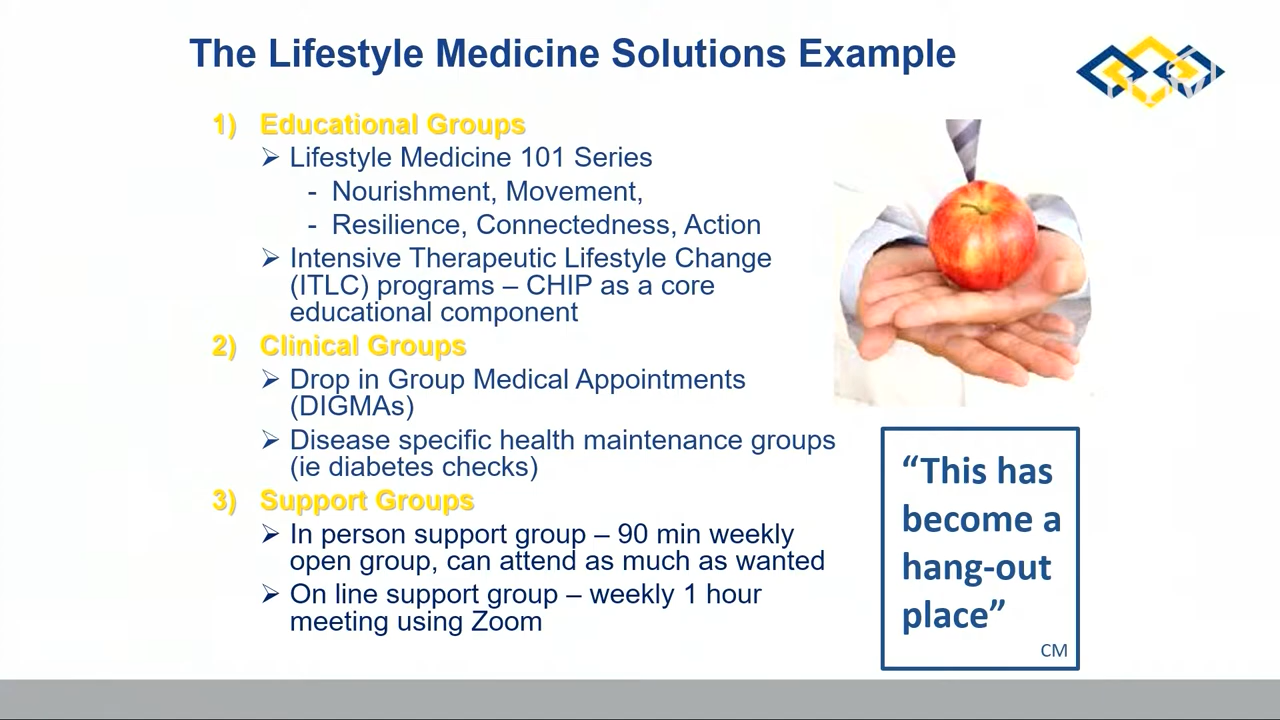 The Lifestyle Medicine Solutions Example
1) Educational Groups
➢ Lifestyle Medicine 101 Series
- Nourishment, Movement,
- Resilience, Connectedness, Action
➢ Intensive Therapeutic Lifestyle Change
(ITLC) programs – CHIP as a core
educational component
2) Clinical Groups
➢ Drop in Group Medical Appointments
(DIGMAs)
➢ Disease specific health maintenance groups
(ie diabetes checks)
3) Support Groups
➢ In person support group – 90 min weekly
open group, can attend as much as wanted
➢ On line support group – weekly 1 hour
meeting using Zoom
“This has
become a
hang-out
place”
CM